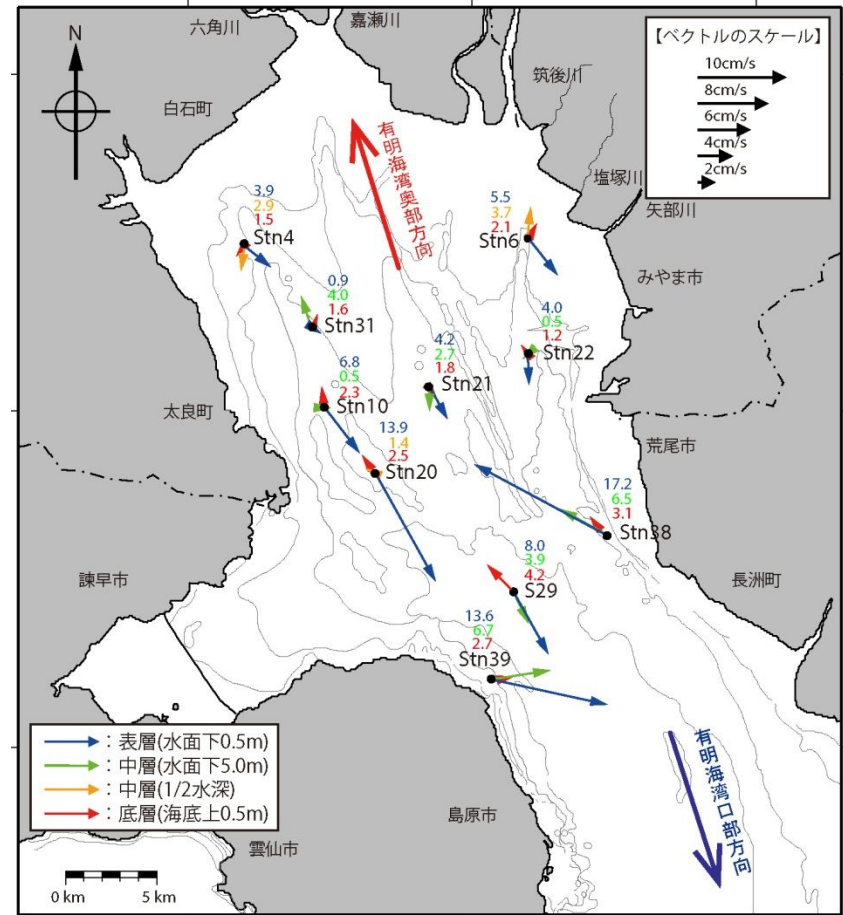 六角川
嘉瀬川
N
【ベクトルのスケール】
10cm/s
8cm/s
6cm/s
4cm/s
2cm/s
筑後川
白石町
有明海湾奥部方向
塩塚川
矢部川
3.9
2.9
1.5
Stn4
5.5
3.7
2.1
Stn6
みやま市
0.9
4.0
1.6
Stn31
4.0
0.5
1.2
Stn22
4.2
2.7
1.8
Stn21
6.8
0.5
2.3
Stn10
太良町
13.9
1.4
2.5
Stn20
荒尾市
17.2
6.5
3.1
Stn38
8.0
3.9
4.2
S29
長洲町
諫早市
13.6
6.7
2.7
Stn39
有明海湾口部方向
:表層(水面下0.5m)
:中層(水面下5.0m)
:中層(1/2水深)
:底層(海底上0.5m)
島原市
雲仙市
0 km
5 km